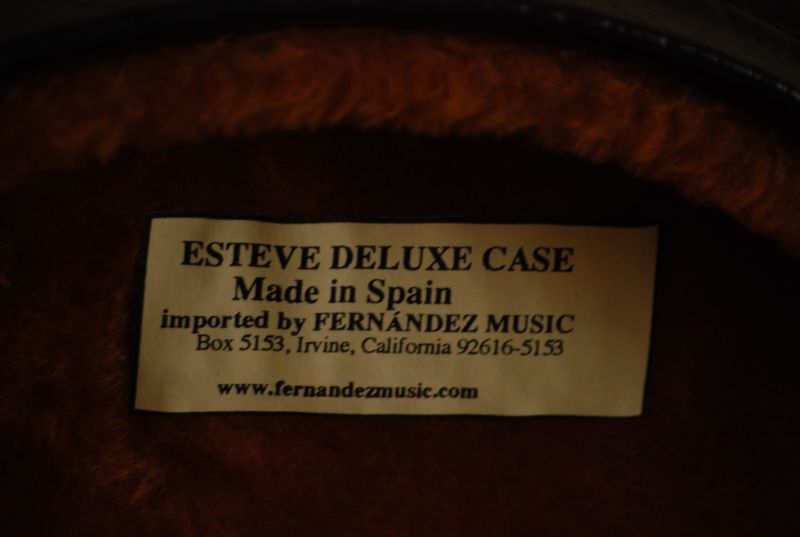 ESTEVE DELUXE CASE
Made in Spain
imported by FERNÁNDEZ MUSIC
Box 5153, Irvine, California 92616-5153
www.fernandezmusic.com